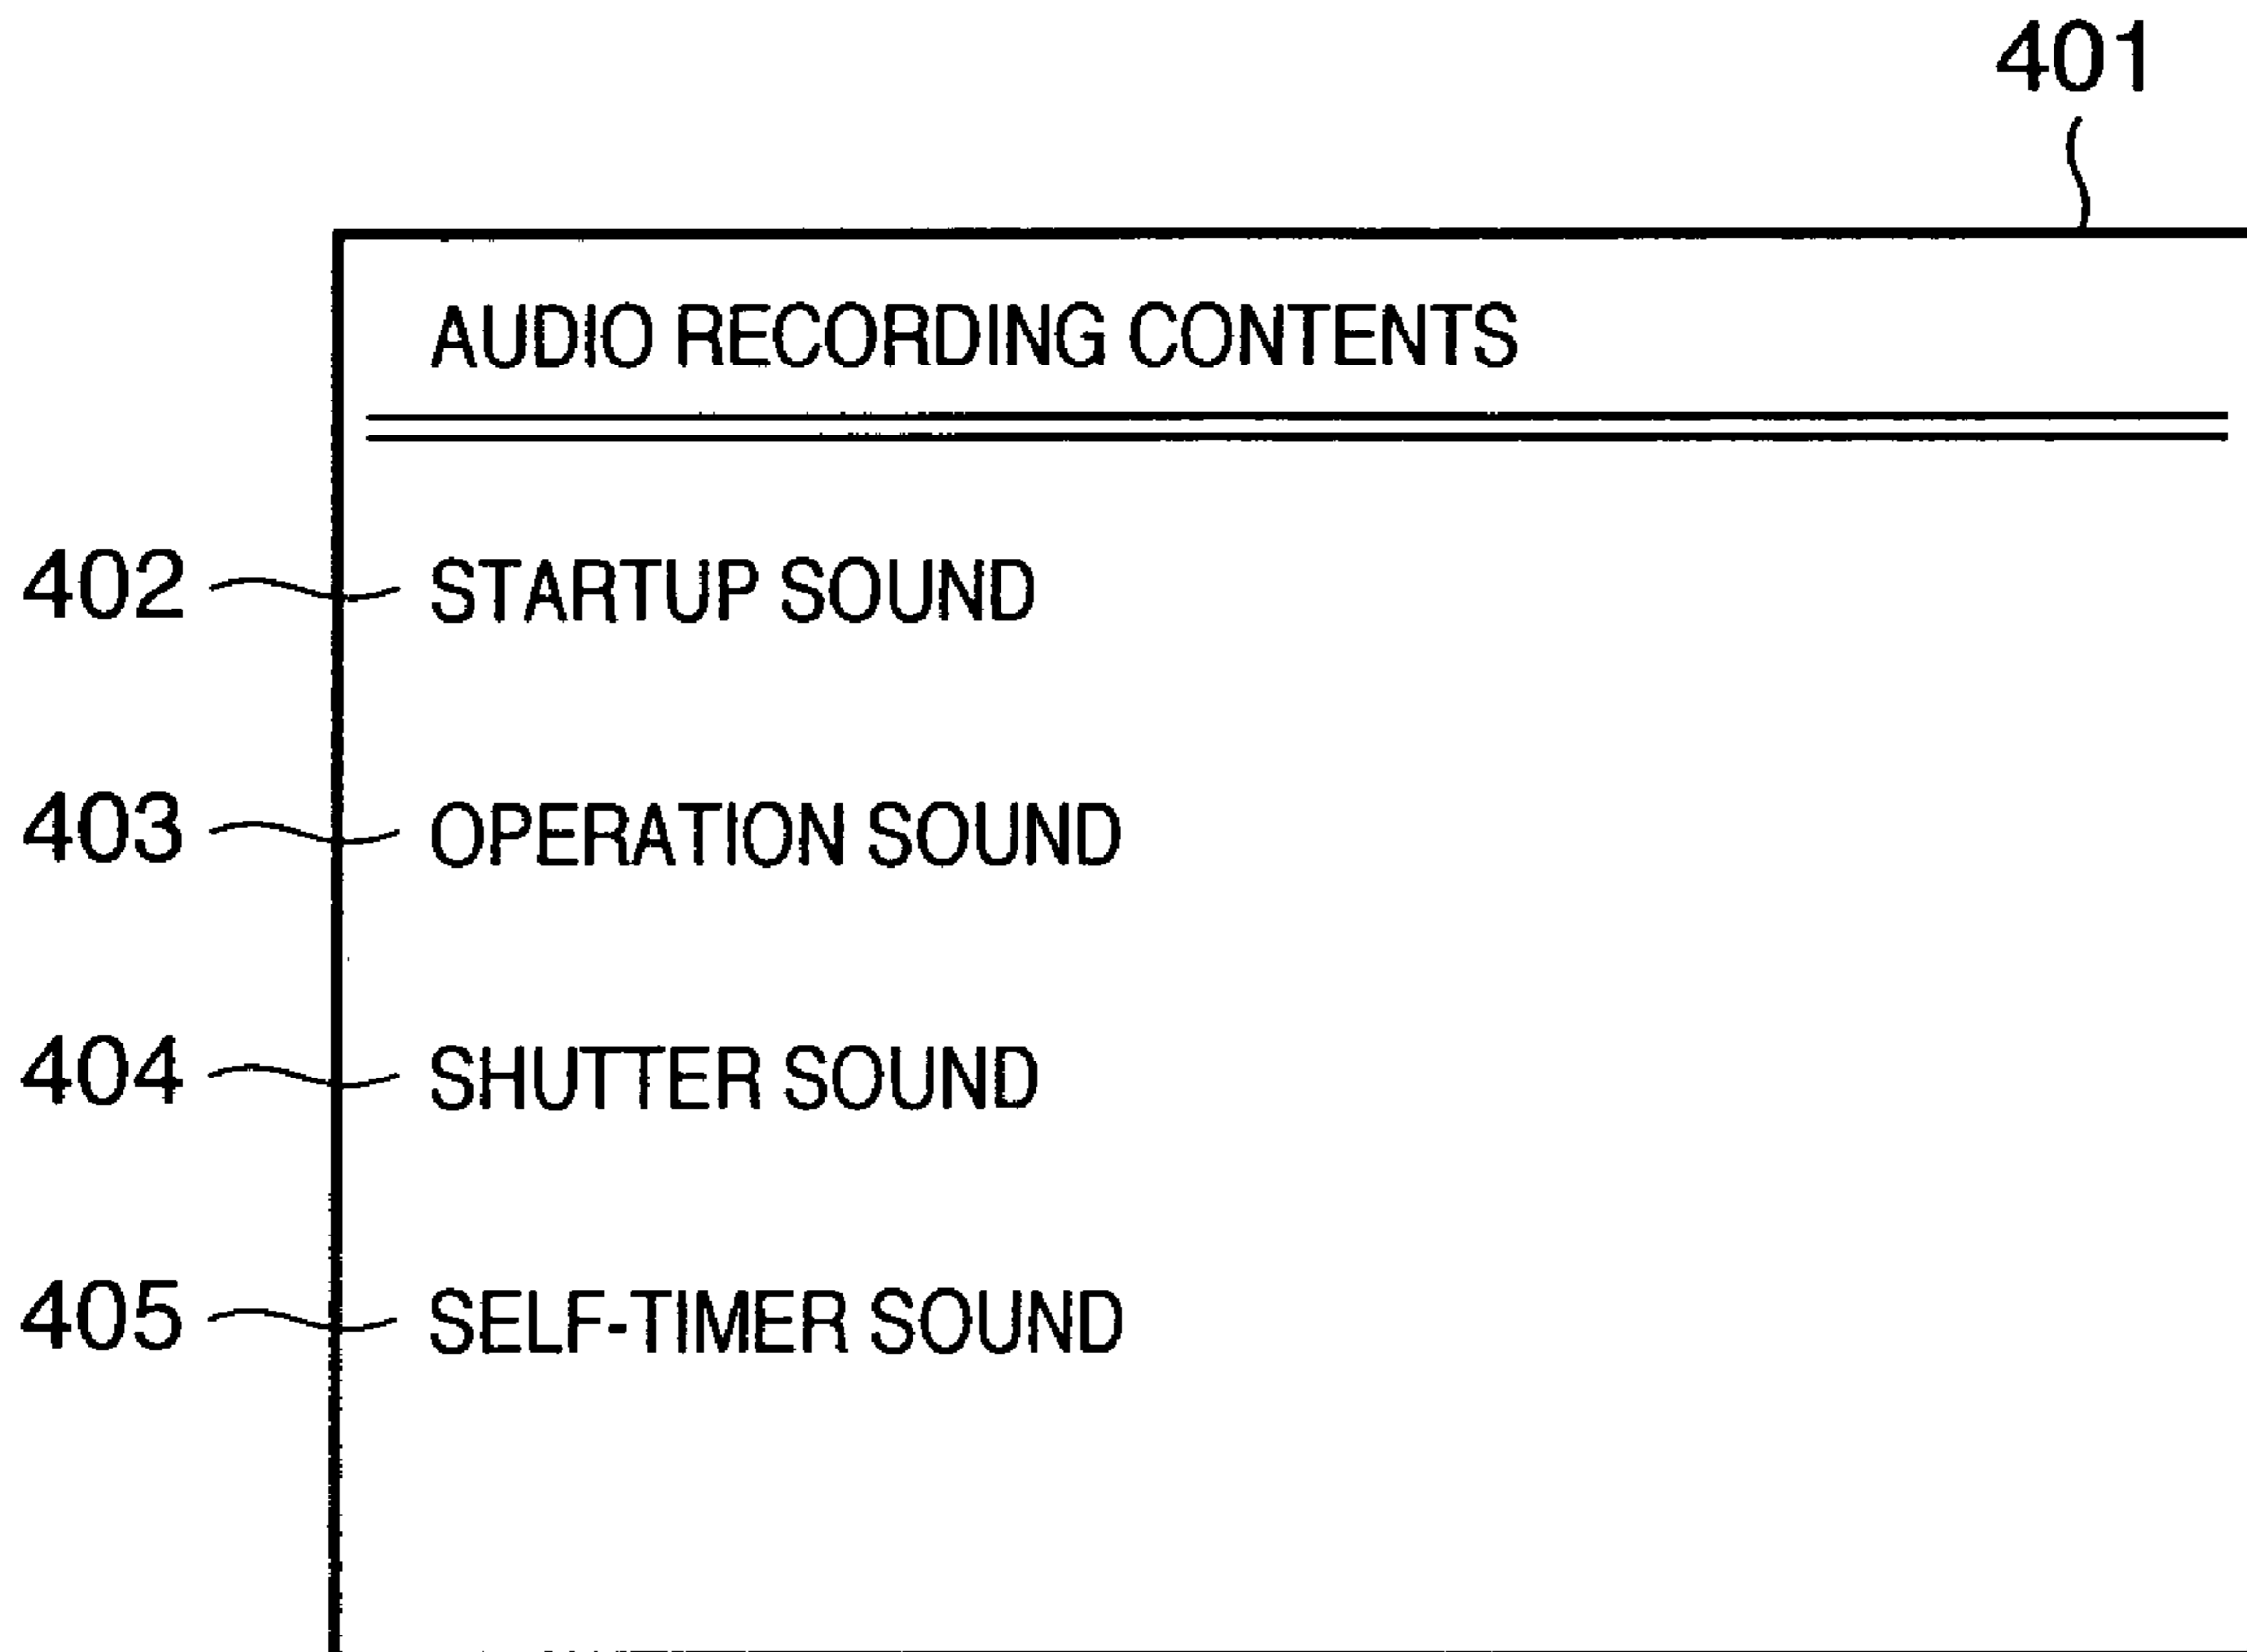 401
AUDIO RECORDING CONTENTS
402 STARTUP SOUND
403 OPERATION SOUND
404 SHUTTER SOUND
405 SELF-TIMER SOUND